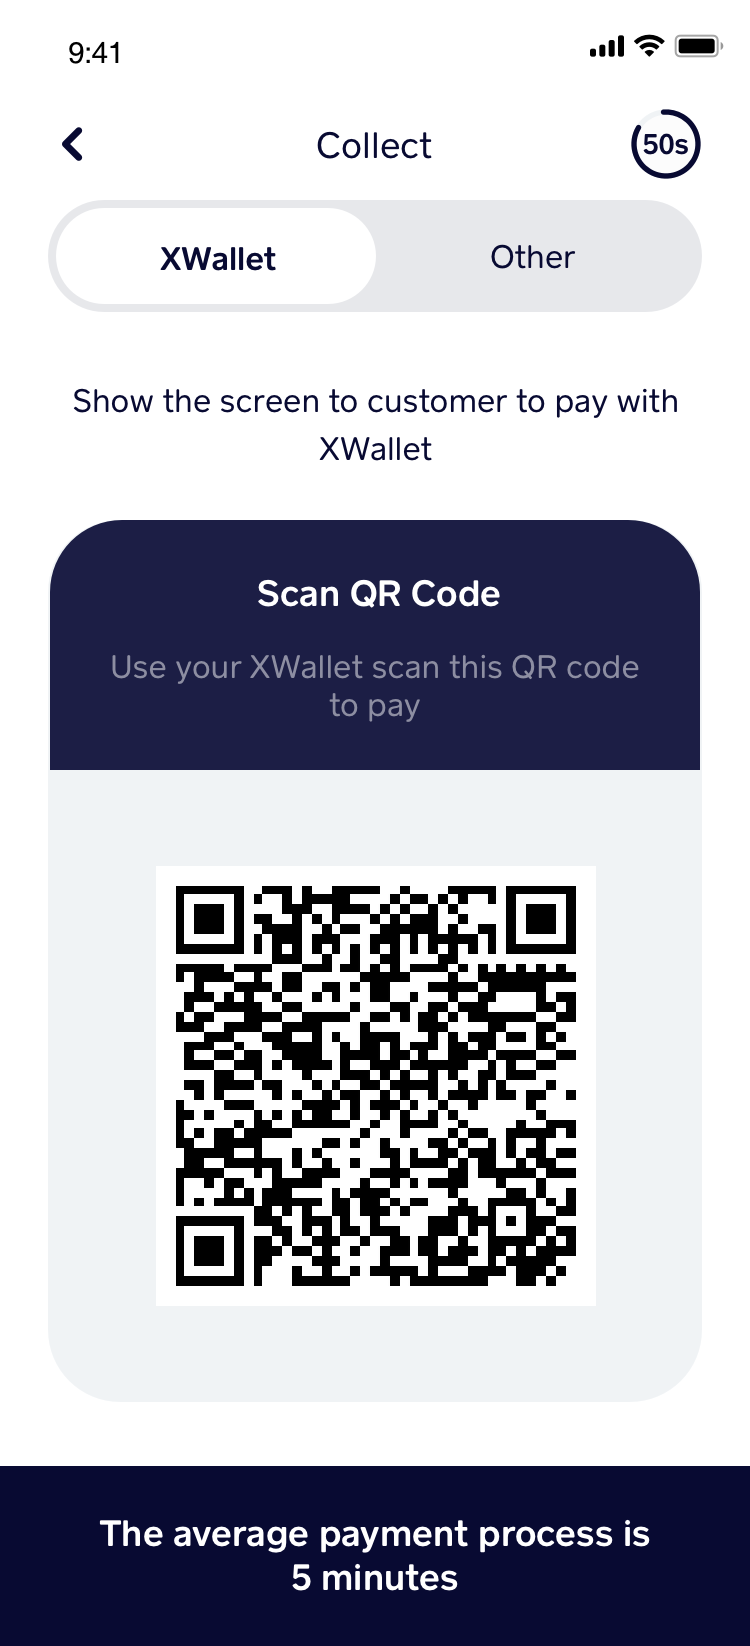 9:41
Collect
50s
XWallet
Other
Show the screen to customer to pay with
XWallet
Scan QR Code
Use your XWallet scan this QR code
to pay
The average payment process is
5 minutes